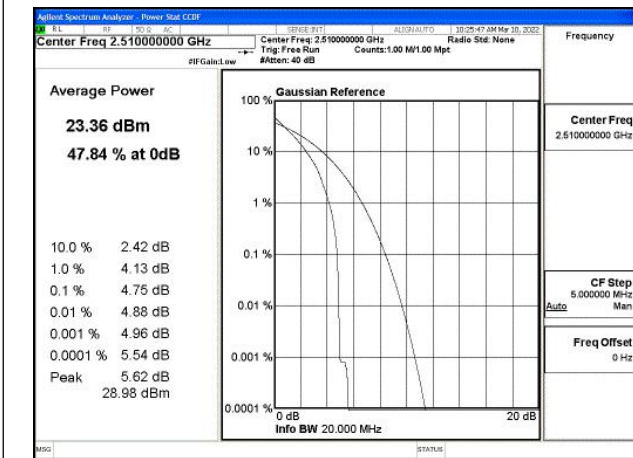 Agilent Spectrum Analyzer - Power Stat CCDF
RL RF 50 Ω AC SENSE:INT ALIGNAUTO 10:25:47 AM Mar 10, 2022
Center Freq 2.510000000 GHz
Center Freq: 2.510000000 GHz Radio Std: None
Trig: Free Run Counts:1.00 M/1.00 Mpt
#IFGain:Low #Atten: 40 dB
Frequency
Average Power
23.36 dBm
47.84 % at 0dB
10.0 % 2.42 dB
1.0 % 4.13 dB
0.1 % 4.75 dB
0.01 % 4.88 dB
0.001 % 4.96 dB
0.0001 % 5.54 dB
Peak 5.62 dB
28.98 dBm
Gaussian Reference
100 %
10 %
1 %
0.1 %
0.01 %
0.001 %
0.0001 %
0 dB 20 dB
Info BW 20.000 MHz
Center Freq
2.510000000 GHz
CF Step
5.000000 MHz
Auto Man
Freq Offset
0 Hz
MSG STATUS